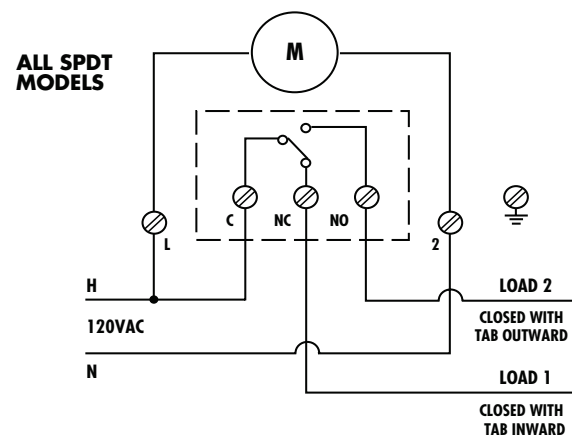 ALL SPDT
MODELS
M
C
NC
NO
L
2
H
120VAC
N
LOAD 2
CLOSED WITH
TAB OUTWARD
LOAD 1
CLOSED WITH
TAB INWARD